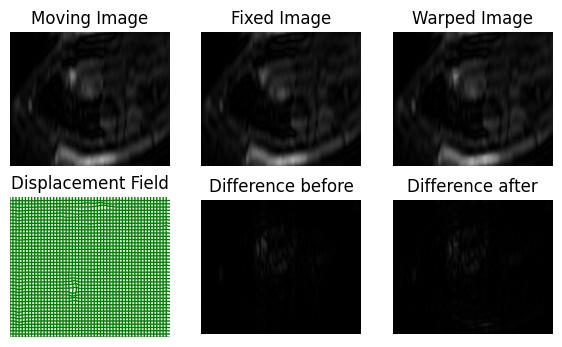 Moving Image
Fixed Image
Warped Image
Displacement Field
Difference before
Difference after